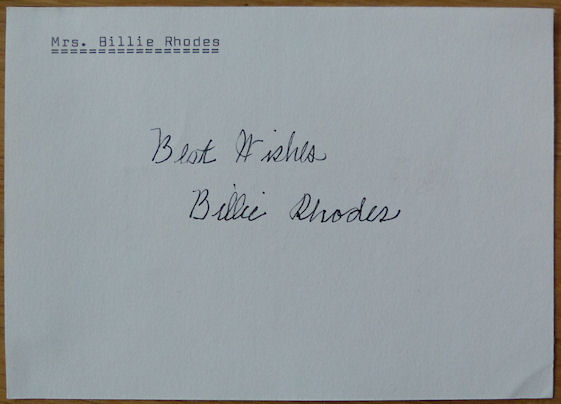 Mrs. Billie Rhodes
Best Wishes
Billie Rhodes